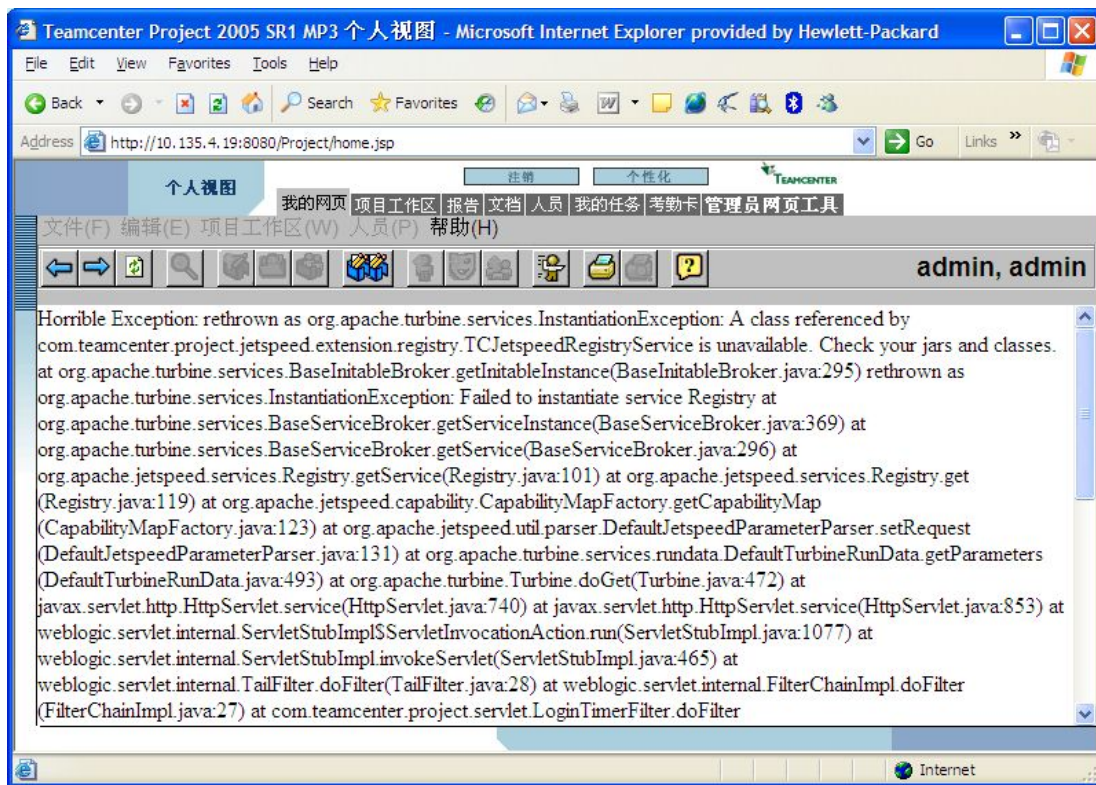 Teamcenter Project 2005 SR1 MP3 个人视图 - Microsoft Internet Explorer provided by Hewlett-Packard
File Edit View Favorites Tools Help
Back Search Favorites
Address http://10.135.4.19:8080/Project/home.jsp Go Links »
注销 个性化 TEAMCENTER
个人视图
我的网页 项目工作区 报告 文档 人员 我的任务 考勤卡 管理员网页工具
文件(F) 编辑(E) 项目工作区(W) 人员(P) 帮助(H)
admin, admin
Horrible Exception: rethrown as org.apache.turbine.services.InstantiationException: A class referenced by
com.teamcenter.project.jetspeed.extension.registry.TCJetspeedRegistryService is unavailable. Check your jars and classes.
at org.apache.turbine.services.BaseInitableBroker.getInitableInstance(BaseInitableBroker.java:295) rethrown as
org.apache.turbine.services.InstantiationException: Failed to instantiate service Registry at
org.apache.turbine.services.BaseServiceBroker.getServiceInstance(BaseServiceBroker.java:369) at
org.apache.turbine.services.BaseServiceBroker.getService(BaseServiceBroker.java:296) at
org.apache.jetspeed.services.Registry.getService(Registry.java:101) at org.apache.jetspeed.services.Registry.get
(Registry.java:119) at org.apache.jetspeed.capability.CapabilityMapFactory.getCapabilityMap
(CapabilityMapFactory.java:123) at org.apache.jetspeed.util.parser.DefaultJetspeedParameterParser.setRequest
(DefaultJetspeedParameterParser.java:131) at org.apache.turbine.services.rundata.DefaultTurbineRunData.getParameters
(DefaultTurbineRunData.java:493) at org.apache.turbine.Turbine.doGet(Turbine.java:472) at
javax.servlet.http.HttpServlet.service(HttpServlet.java:740) at javax.servlet.http.HttpServlet.service(HttpServlet.java:853) at
weblogic.servlet.internal.ServletStubImpl$ServletInvocationAction.run(ServletStubImpl.java:1077) at
weblogic.servlet.internal.ServletStubImpl.invokeServlet(ServletStubImpl.java:465) at
weblogic.servlet.internal.TailFilter.doFilter(TailFilter.java:28) at weblogic.servlet.internal.FilterChainImpl.doFilter
(FilterChainImpl.java:27) at com.teamcenter.project.servlet.LoginTimerFilter.doFilter
Internet